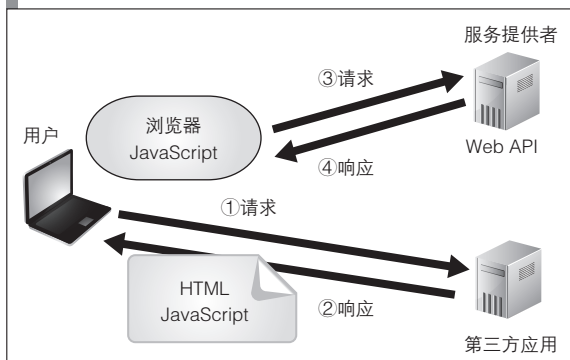 服务提供者
③请求
用户
浏览器
JavaScript
Web API
④响应
①请求
HTML
JavaScript
②响应
第三方应用